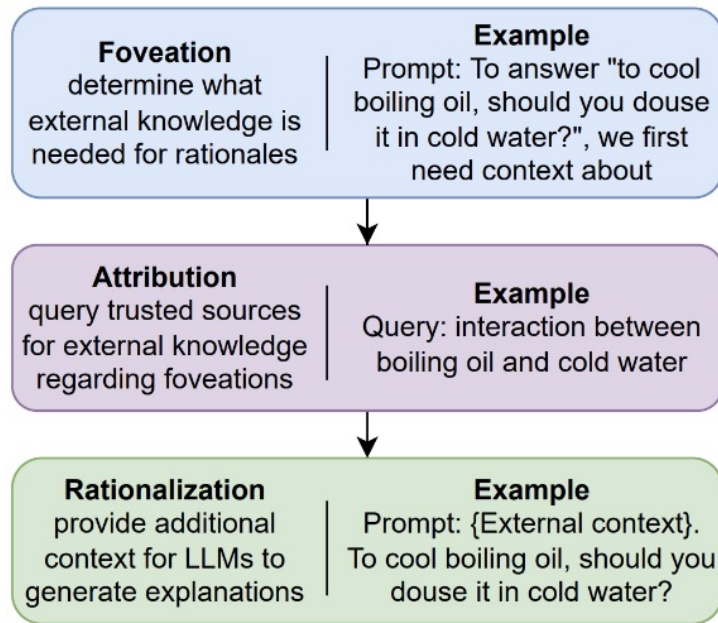 Foveation
determine what
external knowledge is
needed for rationales
Example
Prompt: To answer "to cool
boiling oil, should you douse
it in cold water?", we first
need context about
Attribution
query trusted sources
for external knowledge
regarding foveations
Example
Query: interaction between
boiling oil and cold water
Rationalization
provide additional
context for LLMs to
generate explanations
Example
Prompt: {External context}.
To cool boiling oil, should you
douse it in cold water?